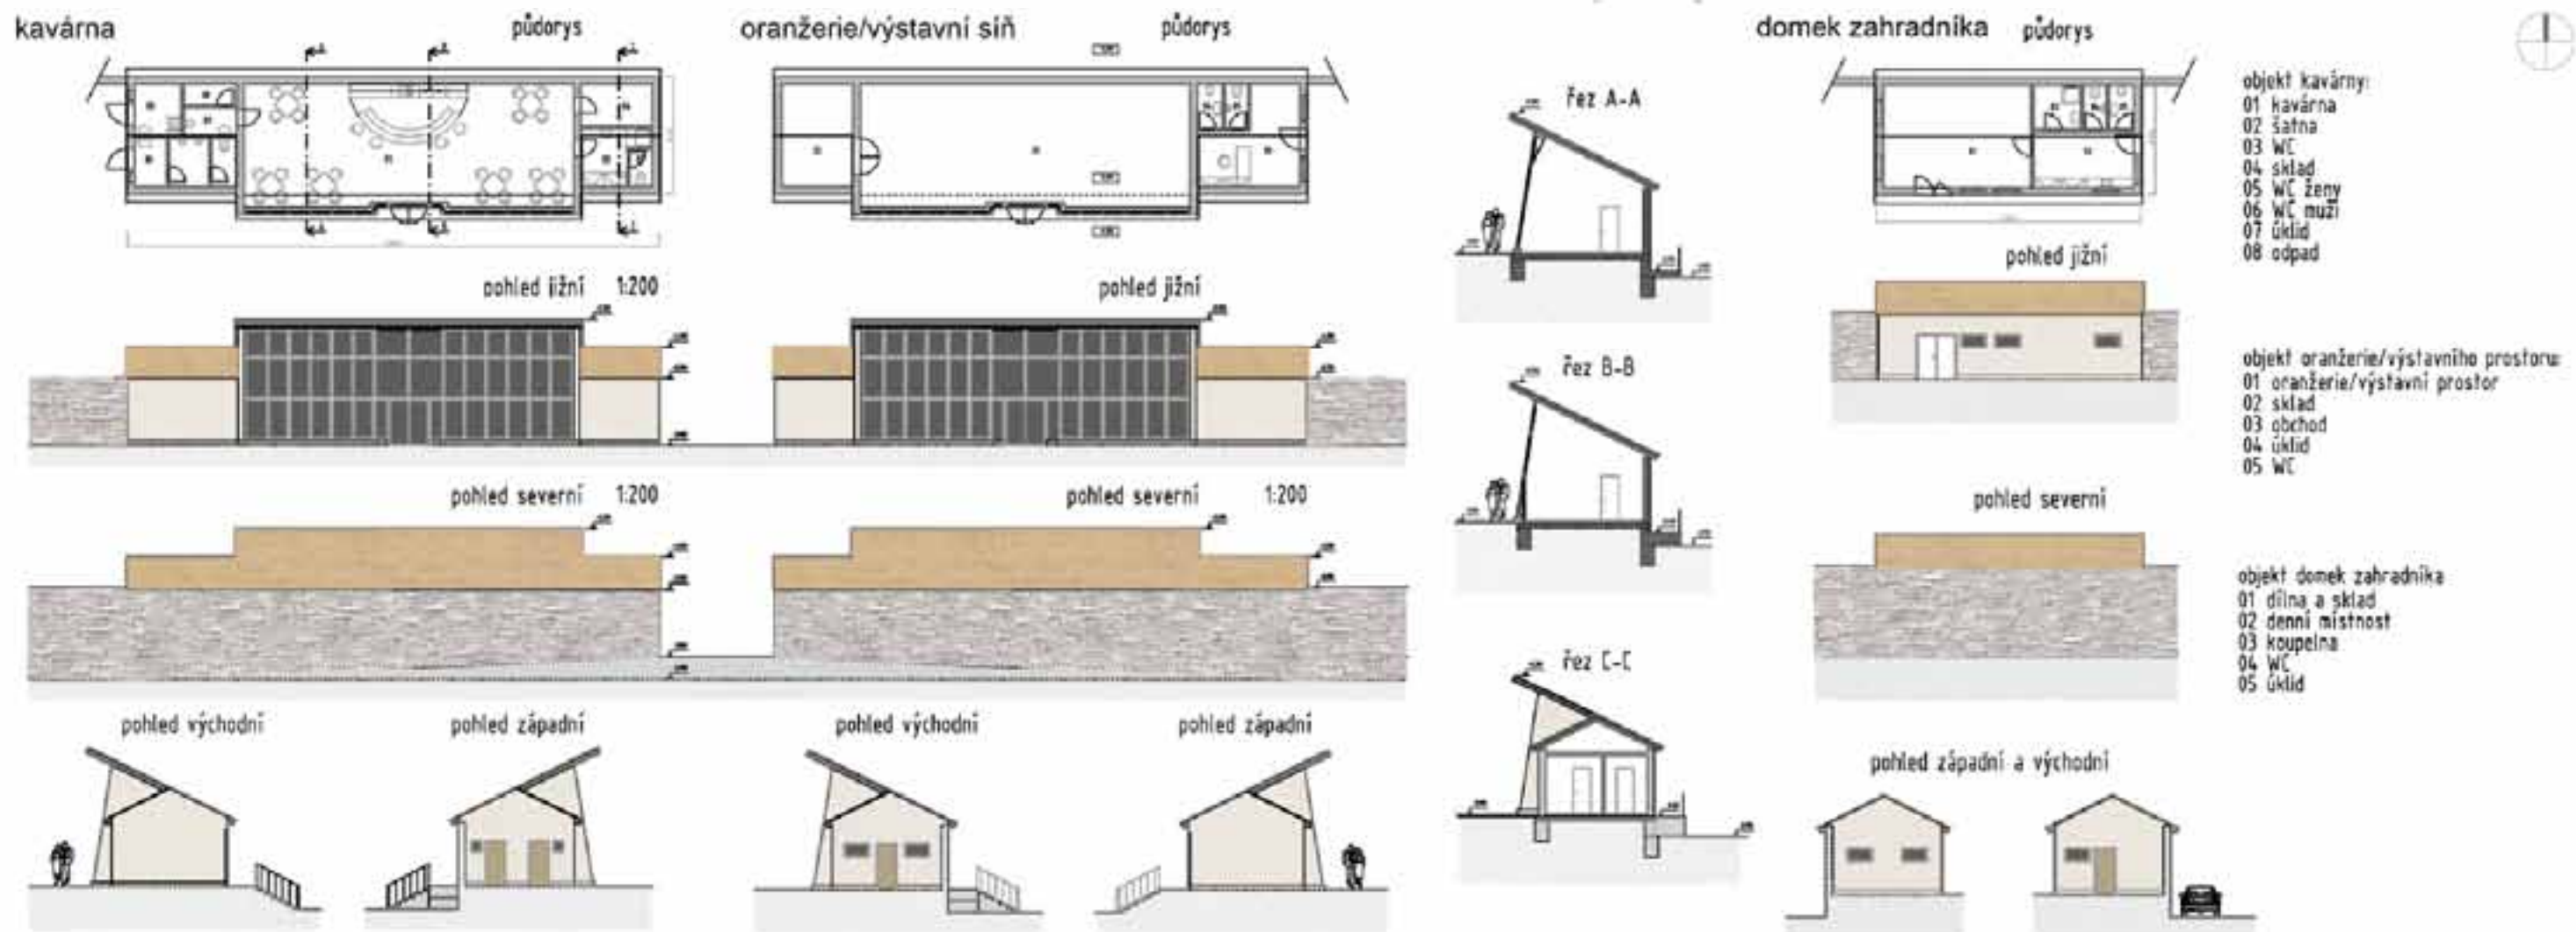 kavárna
půdorys
oranžerie/výstavní síň
půdorys
domek zahradníka
půdorys
řez A-A
objekt kavárny:
01 kavárna
02 šatna
03 WC
04 sklad
05 WC ženy
06 WC muži
07 úklid
08 odpad
pohled jižní 1:200
pohled jižní
pohled jižní
řez B-B
objekt oranžerie/výstavního prostoru:
01 oranžerie/výstavní prostor
02 sklad
03 obchod
04 úklid
05 WC
pohled severní 1:200
pohled severní 1:200
pohled severní
řez C-C
objekt domek zahradníka
01 dílna a sklad
02 denní místnost
03 koupelna
04 WC
05 úklid
pohled východní
pohled západní
pohled východní
pohled západní
pohled západní a východní